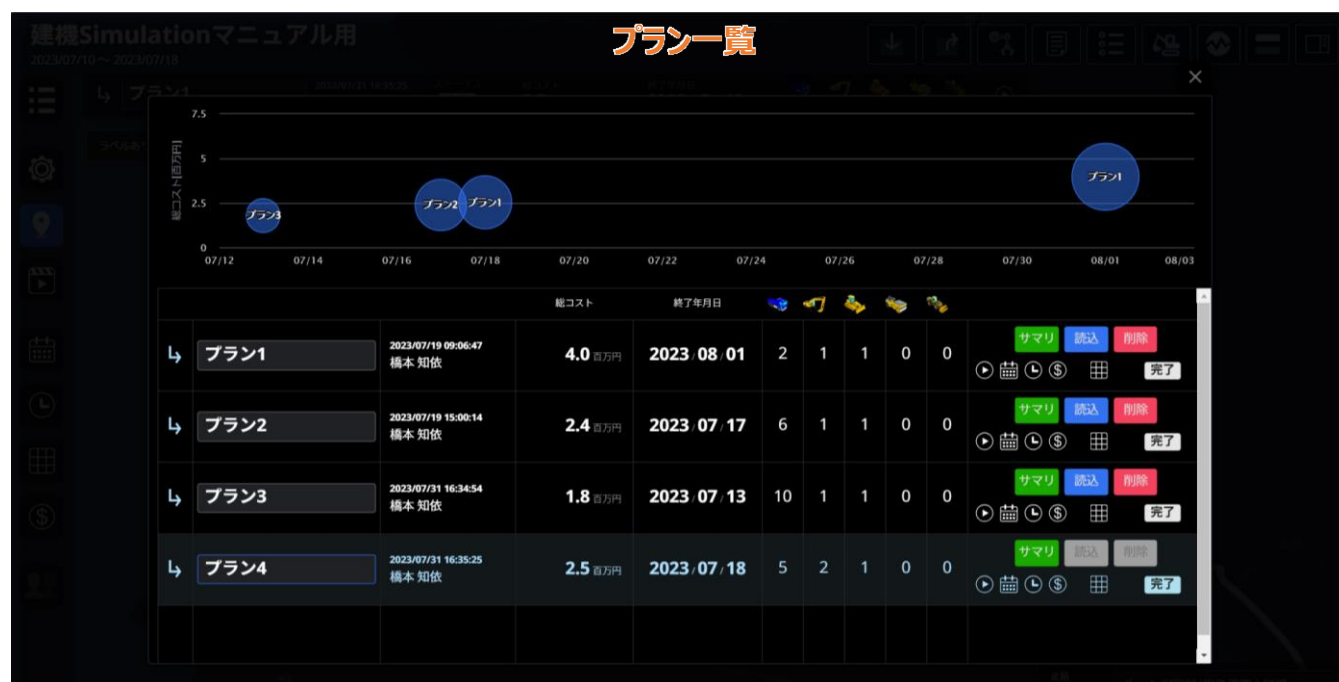 建機Simulationマニュアル用
プラン一覧
2023/07/10 ~ 2023/07/18
プラン1
7.5
5
2.5
0
総コスト[百万円]
プラン3
プラン2
プラン1
プラン1
07/12 07/14 07/16 07/18 07/20 07/22 07/24 07/26 07/28 07/30 08/01 08/03
総コスト 終了年月日
プラン1 2023/07/19 09:06:47 橋本 知依 4.0 百万円 2023/08/01 2 1 1 0 0 サマリ 読込 削除 完了
プラン2 2023/07/19 15:00:14 橋本 知依 2.4 百万円 2023/07/17 6 1 1 0 0 サマリ 読込 削除 完了
プラン3 2023/07/31 16:34:54 橋本 知依 1.8 百万円 2023/07/13 10 1 1 0 0 サマリ 読込 削除 完了
プラン4 2023/07/31 16:35:25 橋本 知依 2.5 百万円 2023/07/18 5 2 1 0 0 サマリ 読込 削除 完了